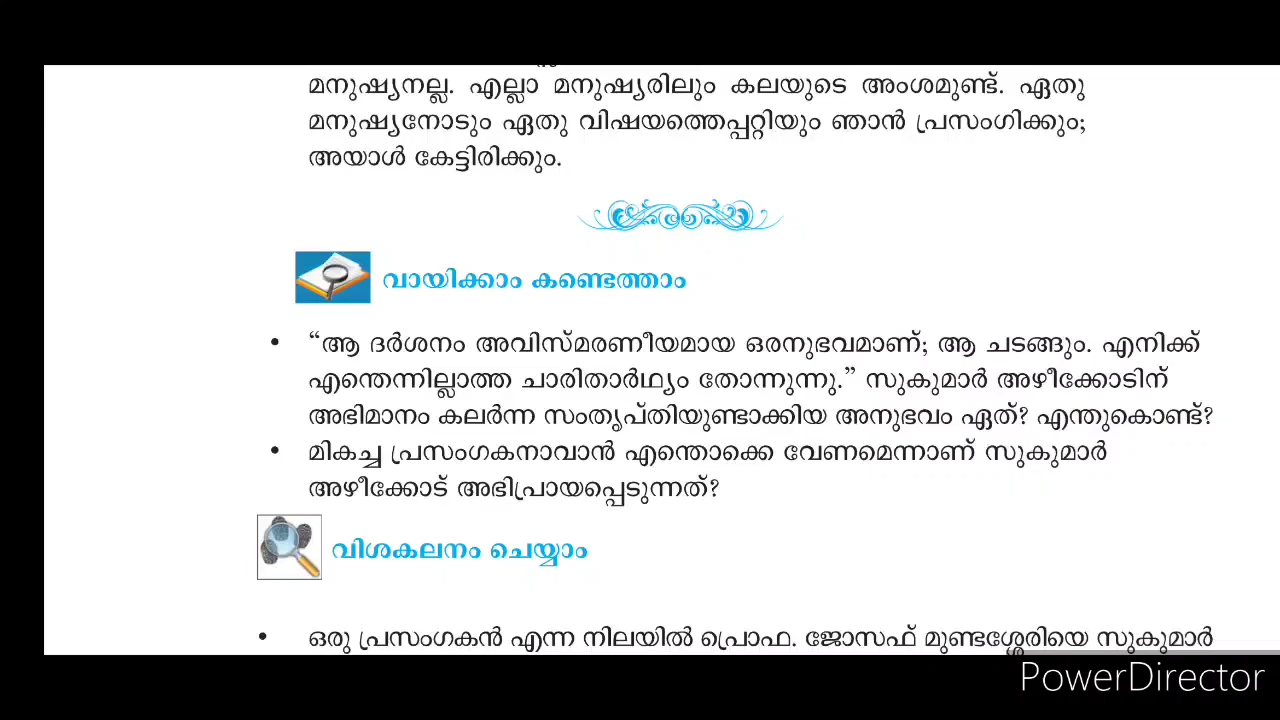 മനുഷ്യനല്ല. എല്ലാ മനുഷ്യരിലും കലയുടെ അംശമുണ്ട്. ഏതു
മനുഷ്യനോടും ഏതു വിഷയത്തെപ്പറ്റിയും ഞാൻ പ്രസംഗിക്കും;
അയാൾ കേട്ടിരിക്കും.
വായിക്കാം കണ്ടെത്താം
• “ആ ദർശനം അവിസ്മരണീയമായ ഒരനുഭവമാണ്; ആ ചടങ്ങും. എനിക്ക്
എന്തെന്നില്ലാത്ത ചാരിതാർഥ്യം തോന്നുന്നു.” സുകുമാർ അഴീക്കോടിന്
അഭിമാനം കലർന്ന സംതൃപ്തിയുണ്ടാക്കിയ അനുഭവം ഏത്? എന്തുകൊണ്ട്?
• മികച്ച പ്രസംഗകനാവാൻ എന്തൊക്കെ വേണമെന്നാണ് സുകുമാർ
അഴീക്കോട് അഭിപ്രായപ്പെടുന്നത്?
വിശകലനം ചെയ്യാം
• ഒരു പ്രസംഗകൻ എന്ന നിലയിൽ പ്രൊഫ. ജോസഫ് മുണ്ടശ്ശേരിയെ സുകുമാർ
PowerDirector